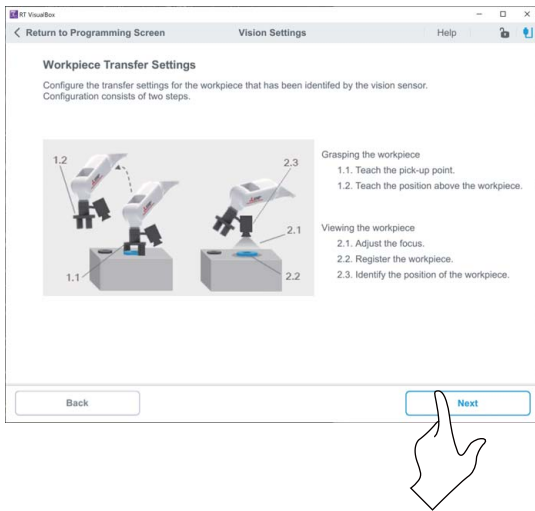 RT VisualBox
Return to Programming Screen Vision Settings Help
Workpiece Transfer Settings
Configure the transfer settings for the workpiece that has been identifed by the vision sensor.
Configuration consists of two steps.
1.2
1.1
2.3
2.1
2.2
Grasping the workpiece
1.1. Teach the pick-up point.
1.2. Teach the position above the workpiece.
Viewing the workpiece
2.1. Adjust the focus.
2.2. Register the workpiece.
2.3. Identify the position of the workpiece.
Back Next